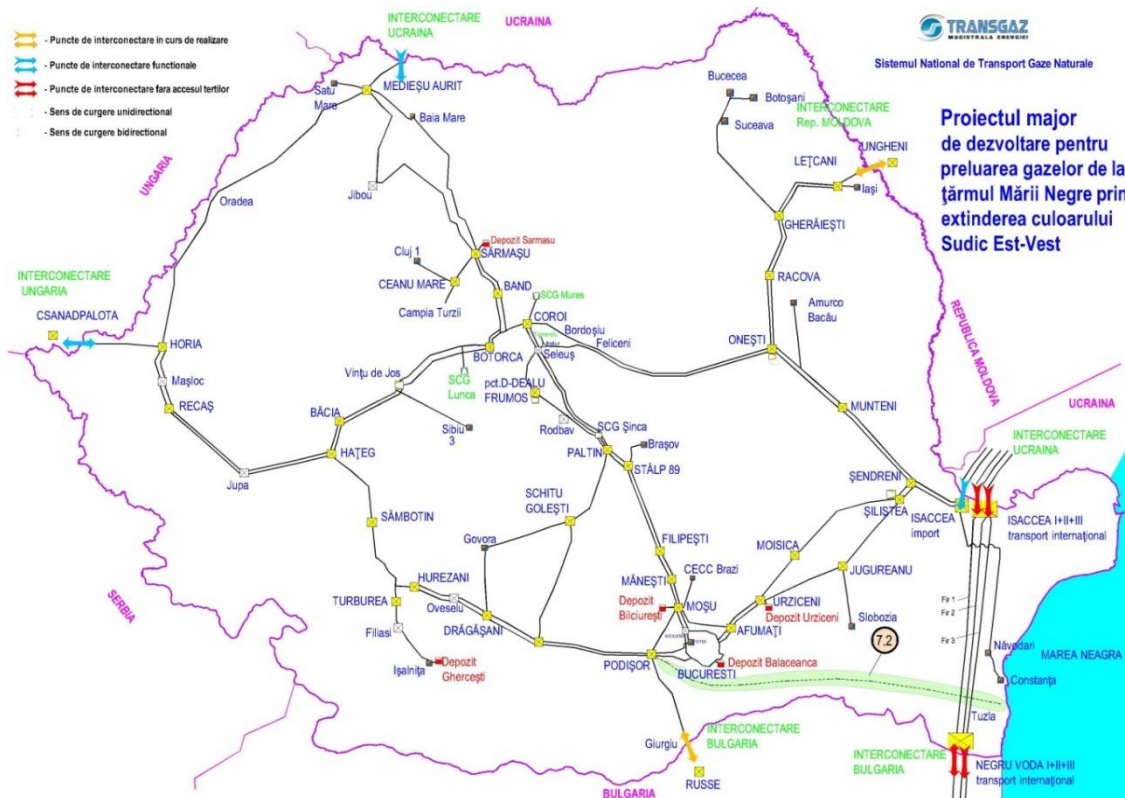 INTERCONECTARE
UCRAINA
UCRAINA
TRANSGAZ
MAGISTRALA ENERGIEI
Sistemul National de Transport Gaze Naturale
- Puncte de interconectare in curs de realizare
- Puncte de interconectare functionale
- Puncte de interconectare fara accesul tertilor
- Sens de curgere unidirectional
- Sens de curgere bidirectional
Proiectul major
de dezvoltare pentru
preluarea gazelor de la
ţărmul Mării Negre prin
extinderea culoarului
Sudic Est-Vest
MEDIEŞU AURIT
Satu
Mare
Baia Mare
Bucecea
Botoşani
Suceava
INTERCONECTARE
Rep. MOLDOVA
UNGHENI
LEŢCANI
Iaşi
UNGARIA
Jibou
Oradea
GHERĂIEŞTI
Depozit Sarmasu
SĂRMAŞU
Cluj 1
CEANU MARE
Campia Turzii
BAND
SCG Mures
RACOVA
Amurco
Bacău
INTERCONECTARE
UNGARIA
CSANADPALOTA
HORIA
COROI
Bordoşiu
Feliceni
ONEŞTI
REPUBLICA MOLDOVA
BOTORCA
Seleuş
Maşloc
Vinţu de Jos
SCG
Lunca
pct.D-DEALU
FRUMOS
RECAŞ
BĂCIA
Sibiu
3
Rodbav
SCG Şinca
MUNTENI
UCRAINA
HAŢEG
PALTIN
Braşov
STÂLP 89
INTERCONECTARE
UCRAINA
Jupa
ŞENDRENI
SCHITU
GOLEŞTI
ŞILIŞTEA
ISACCEA
import
ISACCEA I+II+III
transport internaţional
SÂMBOTIN
Govora
FILIPEŞTI
MOISICA
CECC Brazi
JUGUREANU
MĂNEŞTI
SERBIA
HUREZANI
Oveselu
TURBUREA
Depozit
Bilciureşti
MOŞU
URZICENI
Depozit Urziceni
Fir 1
Fir 2
Fir 3
Filiasi
DRĂGĂŞANI
AFUMAŢI
Slobozia
7.2
Năvodari
MAREA NEAGRA
Işalniţa
Depozit
Gherceşti
PODIŞOR
BUCURESTI
Depozit Balaceanca
Constanţa
Tuzla
Giurgiu
INTERCONECTARE
BULGARIA
RUSSE
BULGARIA
INTERCONECTARE
BULGARIA
NEGRU VODA I+II+III
transport internaţional